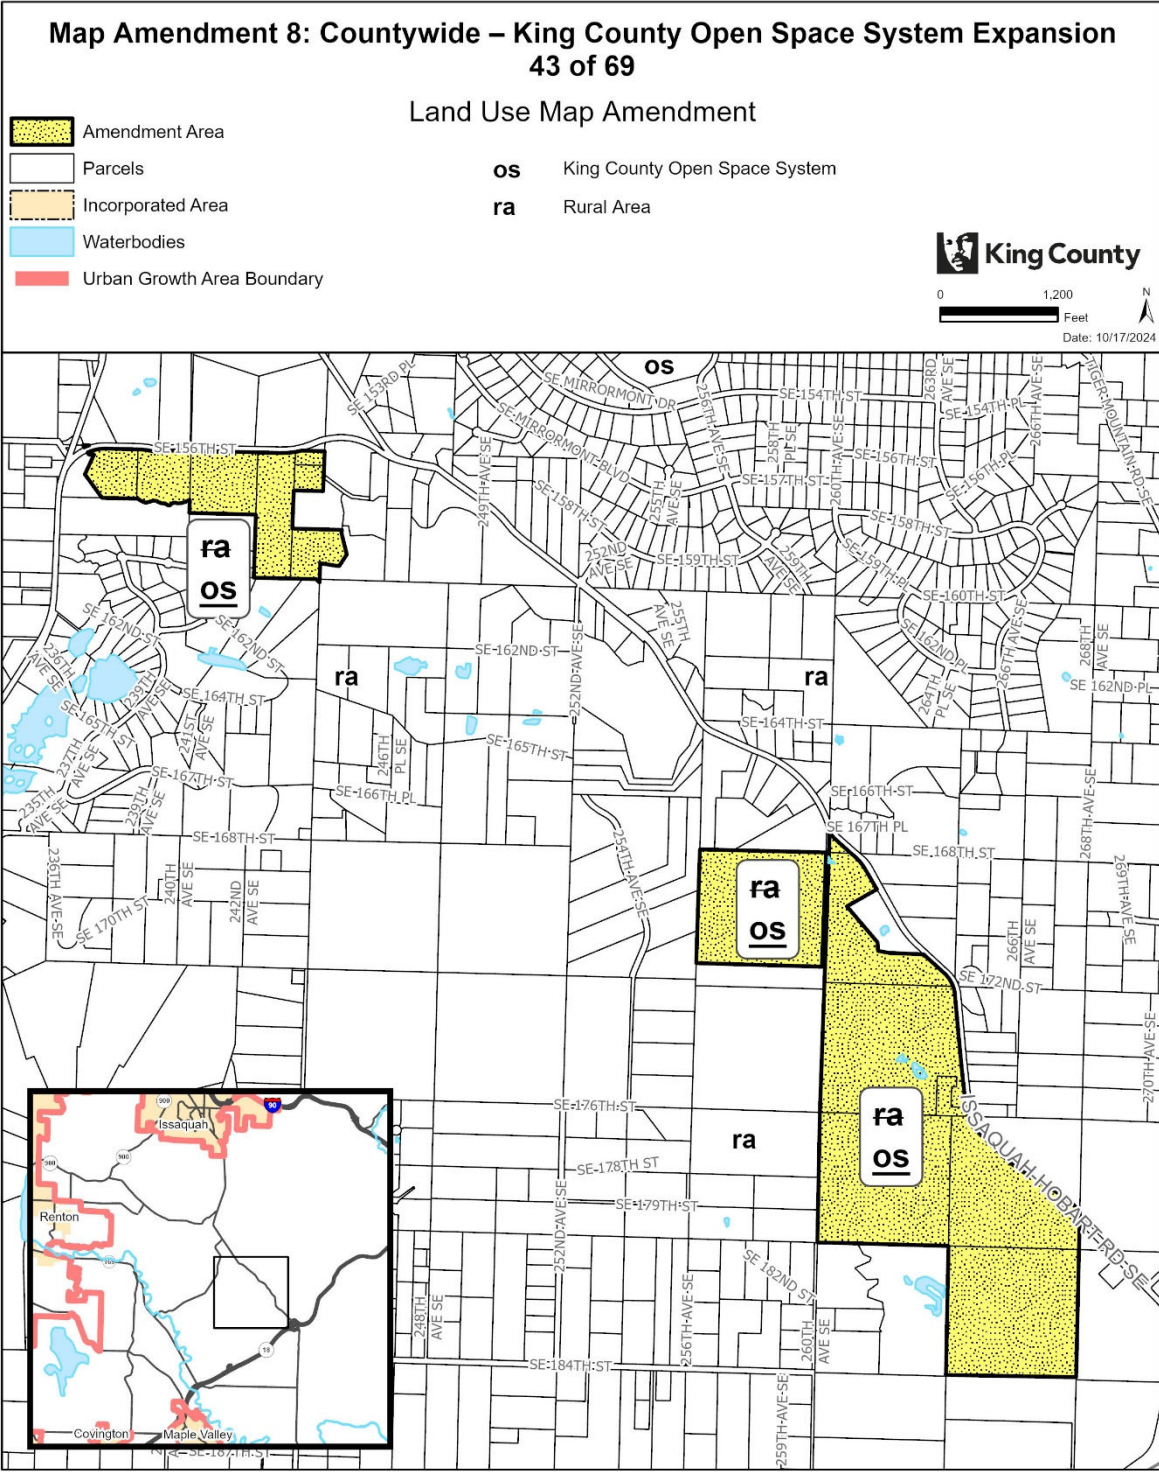 Map Amendment 8: Countywide – King County Open Space System Expansion
43 of 69
Land Use Map Amendment
Amendment Area
Parcels
Incorporated Area
Waterbodies
Urban Growth Area Boundary
os King County Open Space System
ra Rural Area
King County
0 1,200
Feet
N
Date: 10/17/2024
os
SE 153RD PL
SE MIRRORMONT DR
256TH AVE SE
SE 154TH ST
263RD AVE SE
SE 154TH PL
266TH AVE SE
TIGER MOUNTAIN RD SE
SE 156TH ST
SE MIRRORMONT BLVD
249TH AVE SE
258TH PL SE
260TH AVE SE
SE 156TH ST
SE 156TH PL
SE 157TH ST
255TH AVE SE
SE 158TH ST
SE 158TH ST
252ND AVE SE
SE 159TH ST
259TH AVE SE
SE 159TH PL
SE 160TH ST
ra
os
SE 162ND ST
SE 162ND ST
236TH AVE SE
239TH AVE SE
SE 164TH ST
SE 165TH ST
241ST AVE SE
237TH AVE SE
SE 167TH ST
235TH AVE SE
239TH AVE SE
ra
SE 162ND ST
252ND AVE SE
255TH AVE SE
246TH PL SE
SE 165TH ST
SE 166TH PL
ra
SE 162ND PL
264TH PL SE
266TH AVE SE
268TH AVE SE
SE 162ND PL
SE 164TH ST
SE 166TH ST
SE 167TH PL
SE 168TH ST
268TH AVE SE
269TH AVE SE
SE 168TH ST
236TH AVE SE
SE 170TH ST
240TH AVE SE
242ND AVE SE
254TH AVE SE
ra
os
266TH AVE SE
SE 172ND ST
270TH AVE SE
SE 176TH ST
ra
ra
os
ISSAQUAH-HOBART RD SE
SE 178TH ST
SE 179TH ST
252ND AVE SE
SE 182ND ST
248TH AVE SE
256TH AVE SE
260TH AVE SE
SE 184TH ST
259TH AVE SE
SE 187TH ST
900
90
Issaquah
900
900
Renton
169
18
Covington
Maple Valley